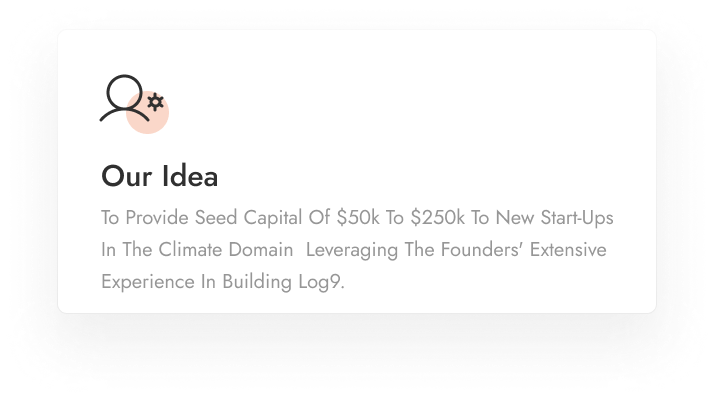 Our Idea
To Provide Seed Capital Of $50k To $250k To New Start-Ups
In The Climate Domain  Leveraging The Founders' Extensive
Experience In Building Log9.